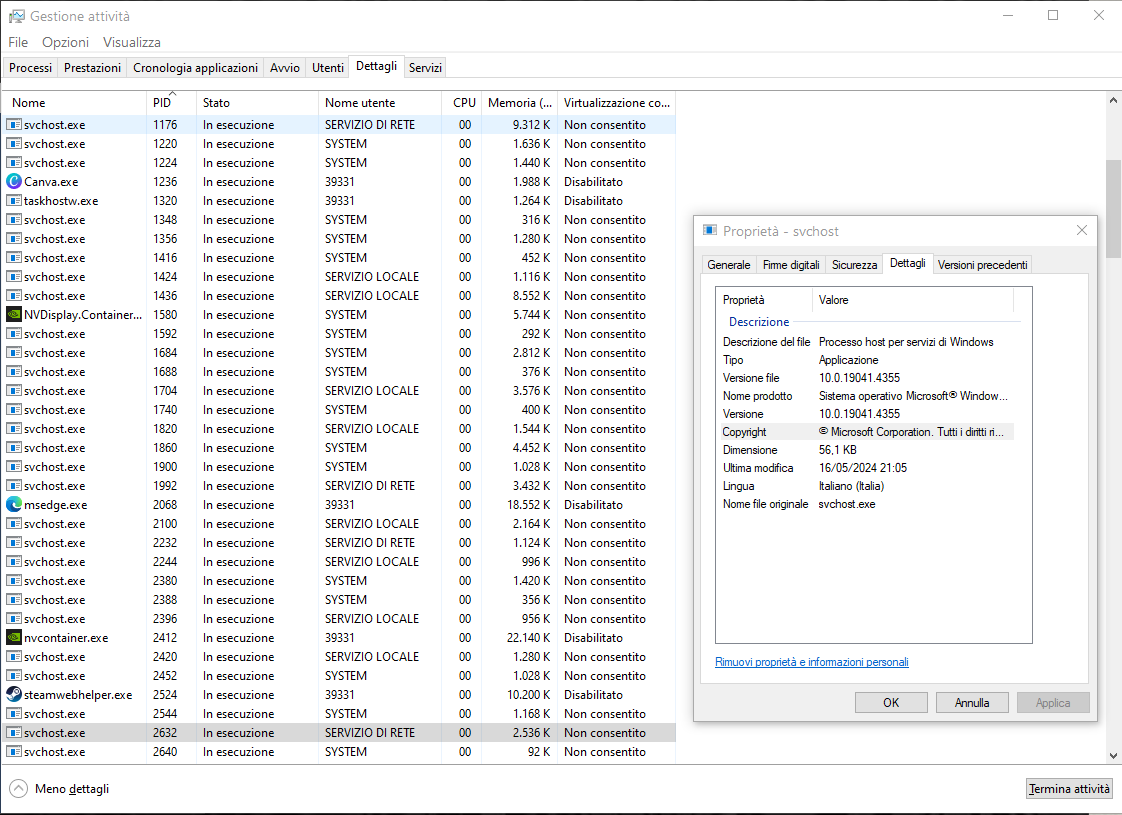 Gestione attività
File Opzioni Visualizza
Processi Prestazioni Cronologia applicazioni Avvio Utenti Dettagli Servizi
Nome PID Stato Nome utente CPU Memoria (... Virtualizzazione co...
svchost.exe 1176 In esecuzione SERVIZIO DI RETE 00 9.312 K Non consentito
svchost.exe 1220 In esecuzione SYSTEM 00 1.636 K Non consentito
svchost.exe 1224 In esecuzione SYSTEM 00 1.440 K Non consentito
Canva.exe 1236 In esecuzione 39331 00 1.988 K Disabilitato
taskhostw.exe 1320 In esecuzione 39331 00 1.264 K Disabilitato
svchost.exe 1348 In esecuzione SYSTEM 00 316 K Non consentito
svchost.exe 1356 In esecuzione SYSTEM 00 1.280 K Non consentito
svchost.exe 1416 In esecuzione SYSTEM 00 452 K Non consentito
svchost.exe 1424 In esecuzione SERVIZIO LOCALE 00 1.116 K Non consentito
svchost.exe 1436 In esecuzione SERVIZIO LOCALE 00 8.552 K Non consentito
NVDisplay.Container... 1580 In esecuzione SYSTEM 00 5.744 K Non consentito
svchost.exe 1592 In esecuzione SYSTEM 00 292 K Non consentito
svchost.exe 1684 In esecuzione SYSTEM 00 2.812 K Non consentito
svchost.exe 1688 In esecuzione SYSTEM 00 376 K Non consentito
svchost.exe 1704 In esecuzione SERVIZIO LOCALE 00 3.576 K Non consentito
svchost.exe 1740 In esecuzione SYSTEM 00 400 K Non consentito
svchost.exe 1820 In esecuzione SERVIZIO LOCALE 00 1.544 K Non consentito
svchost.exe 1860 In esecuzione SYSTEM 00 4.452 K Non consentito
svchost.exe 1900 In esecuzione SYSTEM 00 1.028 K Non consentito
svchost.exe 1992 In esecuzione SERVIZIO DI RETE 00 3.432 K Non consentito
msedge.exe 2068 In esecuzione 39331 00 18.552 K Disabilitato
svchost.exe 2100 In esecuzione SERVIZIO LOCALE 00 2.164 K Non consentito
svchost.exe 2232 In esecuzione SERVIZIO DI RETE 00 1.124 K Non consentito
svchost.exe 2244 In esecuzione SERVIZIO LOCALE 00 996 K Non consentito
svchost.exe 2380 In esecuzione SYSTEM 00 1.420 K Non consentito
svchost.exe 2388 In esecuzione SYSTEM 00 356 K Non consentito
svchost.exe 2396 In esecuzione SERVIZIO LOCALE 00 956 K Non consentito
nvcontainer.exe 2412 In esecuzione 39331 00 22.140 K Disabilitato
svchost.exe 2420 In esecuzione SERVIZIO LOCALE 00 1.280 K Non consentito
svchost.exe 2452 In esecuzione SYSTEM 00 1.028 K Non consentito
steamwebhelper.exe 2524 In esecuzione 39331 00 10.200 K Disabilitato
svchost.exe 2544 In esecuzione SYSTEM 00 1.168 K Non consentito
svchost.exe 2632 In esecuzione SERVIZIO DI RETE 00 2.536 K Non consentito
svchost.exe 2640 In esecuzione SYSTEM 00 92 K Non consentito
Meno dettagli
Termina attività
Proprietà - svchost
Generale Firme digitali Sicurezza Dettagli Versioni precedenti
Proprietà Valore
Descrizione
Descrizione del file Processo host per servizi di Windows
Tipo Applicazione
Versione file 10.0.19041.4355
Nome prodotto Sistema operativo Microsoft® Window...
Versione 10.0.19041.4355
Copyright © Microsoft Corporation. Tutti i diritti ri...
Dimensione 56,1 KB
Ultima modifica 16/05/2024 21:05
Lingua Italiano (Italia)
Nome file originale svchost.exe
Rimuovi proprietà e informazioni personali
OK Annulla Applica